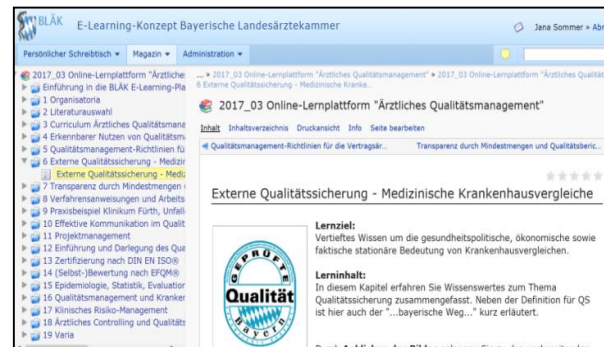 BLÄK E-Learning-Konzept Bayerische Landesärztekammer
Jana Sommer » Abm
Persönlicher Schreibtisch Magazin Administration
2017_03 Online-Lernplattform "Ärztliche
Einführung in die BLÄK E-Learning-Pla
1 Organisatoria
2 Literaturauswahl
3 Curriculum Ärztliches Qualitätsmana
4 Erkennbarer Nutzen von Qualitätsm
5 Qualitätsmanagement-Richtlinien fü
6 Externe Qualitätssicherung - Medizin
Externe Qualitätssicherung - Mediz
7 Transparenz durch Mindestmengen
8 Verfahrensanweisungen und Arbeits
9 Praxisbeispiel Klinikum Fürth, Unfall
10 Effektive Kommunikation im Qualit
11 Projektmanagement
12 Einführung und Darlegung des Qua
13 Zertifizierung nach DIN EN ISO®
14 (Selbst-)Bewertung nach EFQM®
15 Epidemiologie, Statistik, Evaluation
16 Qualitätsmanagement und Kranken
17 Klinisches Risiko-Management
18 Ärztliches Controlling und Qualitäts
19 Varia
... » 2017_03 Online-Lernplattform "Ärztliches Qualitätsmanagement" » 2017_03 Online-Lernplattform "Ärztliches Qualität
6 Externe Qualitätssicherung - Medizinische Kranke...
2017_03 Online-Lernplattform "Ärztliches Qualitätsmanagement"
Inhalt Inhaltsverzeichnis Druckansicht Info Seite bearbeiten
Qualitätsmanagement-Richtlinien für die Vertragsär... Transparenz durch Mindestmengen und Qualitätsberic...
Externe Qualitätssicherung - Medizinische Krankenhausvergleiche
GEPRÜFTE
Qualität
Bayern
Lernziel:
Vertieftes Wissen um die gesundheitspolitische, ökonomische sowie
faktische stationäre Bedeutung von Krankenhausvergleichen.
Lerninhalt:
In diesem Kapitel erfahren Sie Wissenswertes zum Thema
Qualitätssicherung zusammengefasst. Neben der Definition für QS
ist hier auch der "...bayerische Weg..." kurz erläutert.